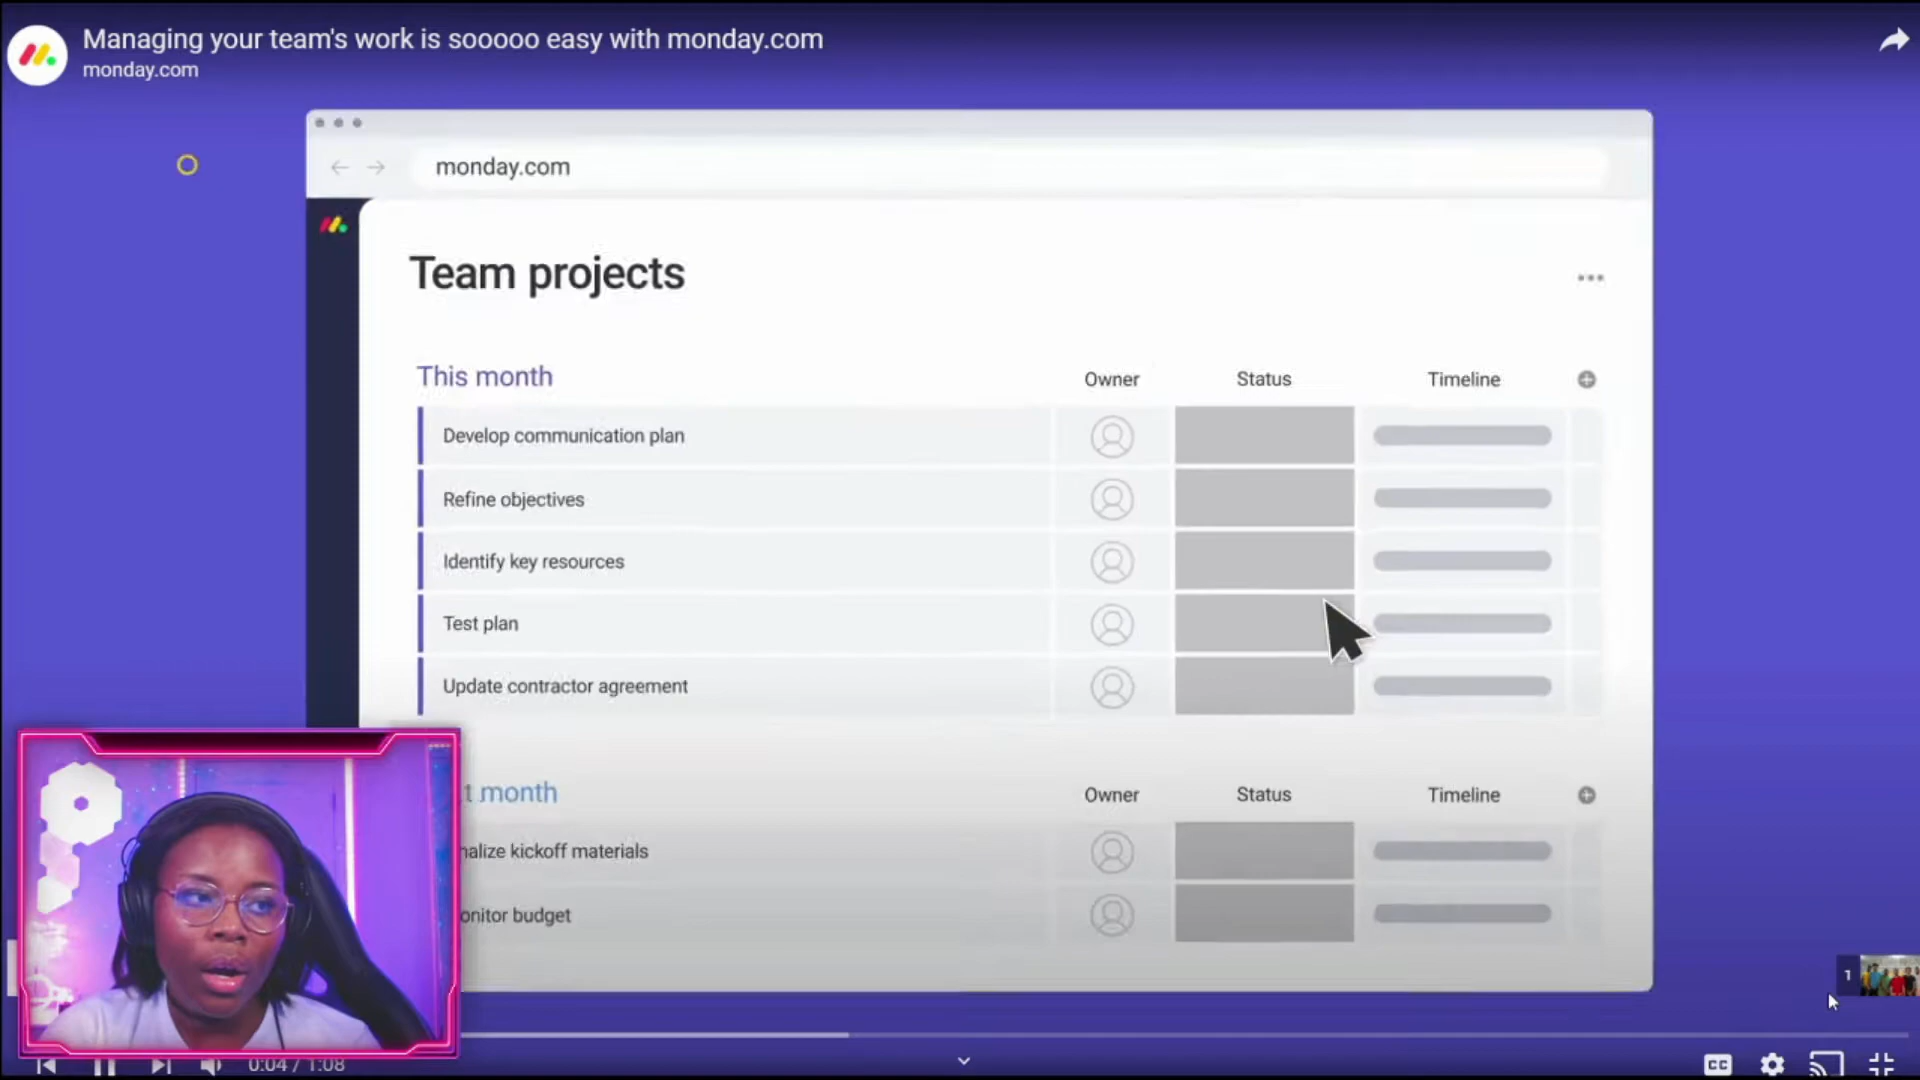 Managing your team's work is sooooo easy with monday.com
monday.com
monday.com
Team projects
This month Owner Status Timeline
Develop communication plan
Refine objectives
Identify key resources
Test plan
Update contractor agreement
month Owner Status Timeline
alize kickoff materials
onitor budget
1
0:04 / 1:08
CC